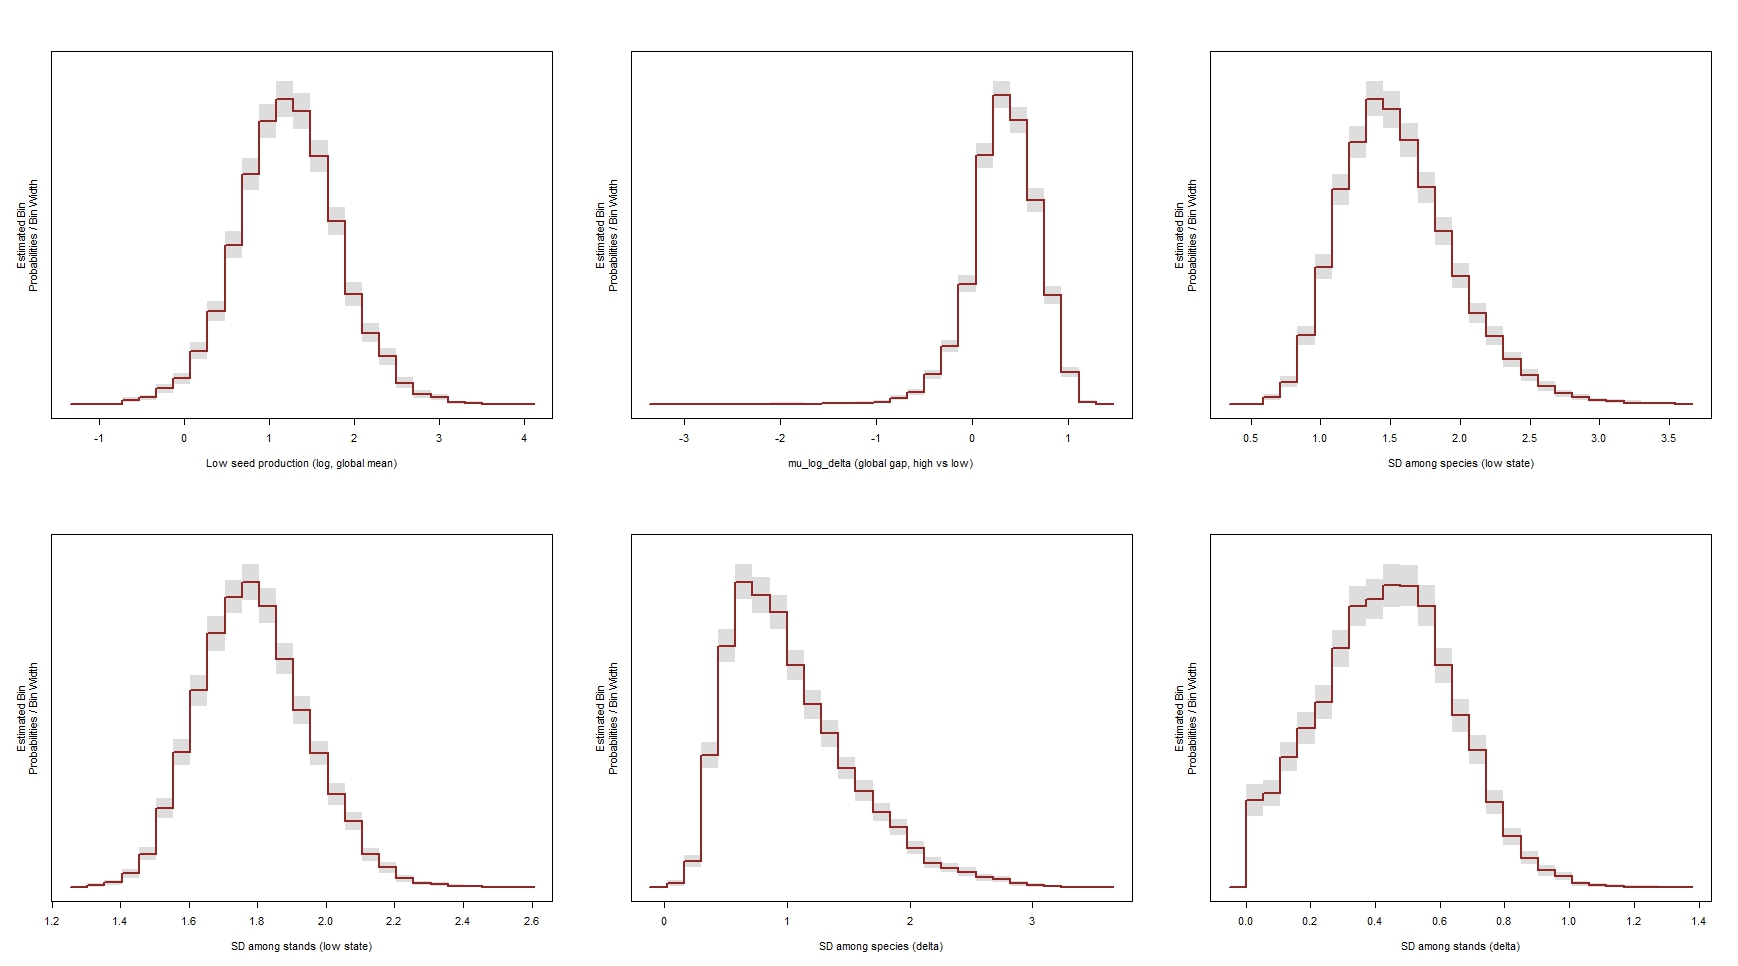 Estimated Bin
Probabilities / Bin Width
-1 0 1 2 3 4
Low seed production (log, global mean)
Estimated Bin
Probabilities / Bin Width
-3 -2 -1 0 1
mu_log_delta (global gap, high vs low)
Estimated Bin
Probabilities / Bin Width
0.5 1.0 1.5 2.0 2.5 3.0 3.5
SD among species (low state)
Estimated Bin
Probabilities / Bin Width
1.2 1.4 1.6 1.8 2.0 2.2 2.4 2.6
SD among stands (low state)
Estimated Bin
Probabilities / Bin Width
0 1 2 3
SD among species (delta)
Estimated Bin
Probabilities / Bin Width
0.0 0.2 0.4 0.6 0.8 1.0 1.2 1.4
SD among stands (delta)